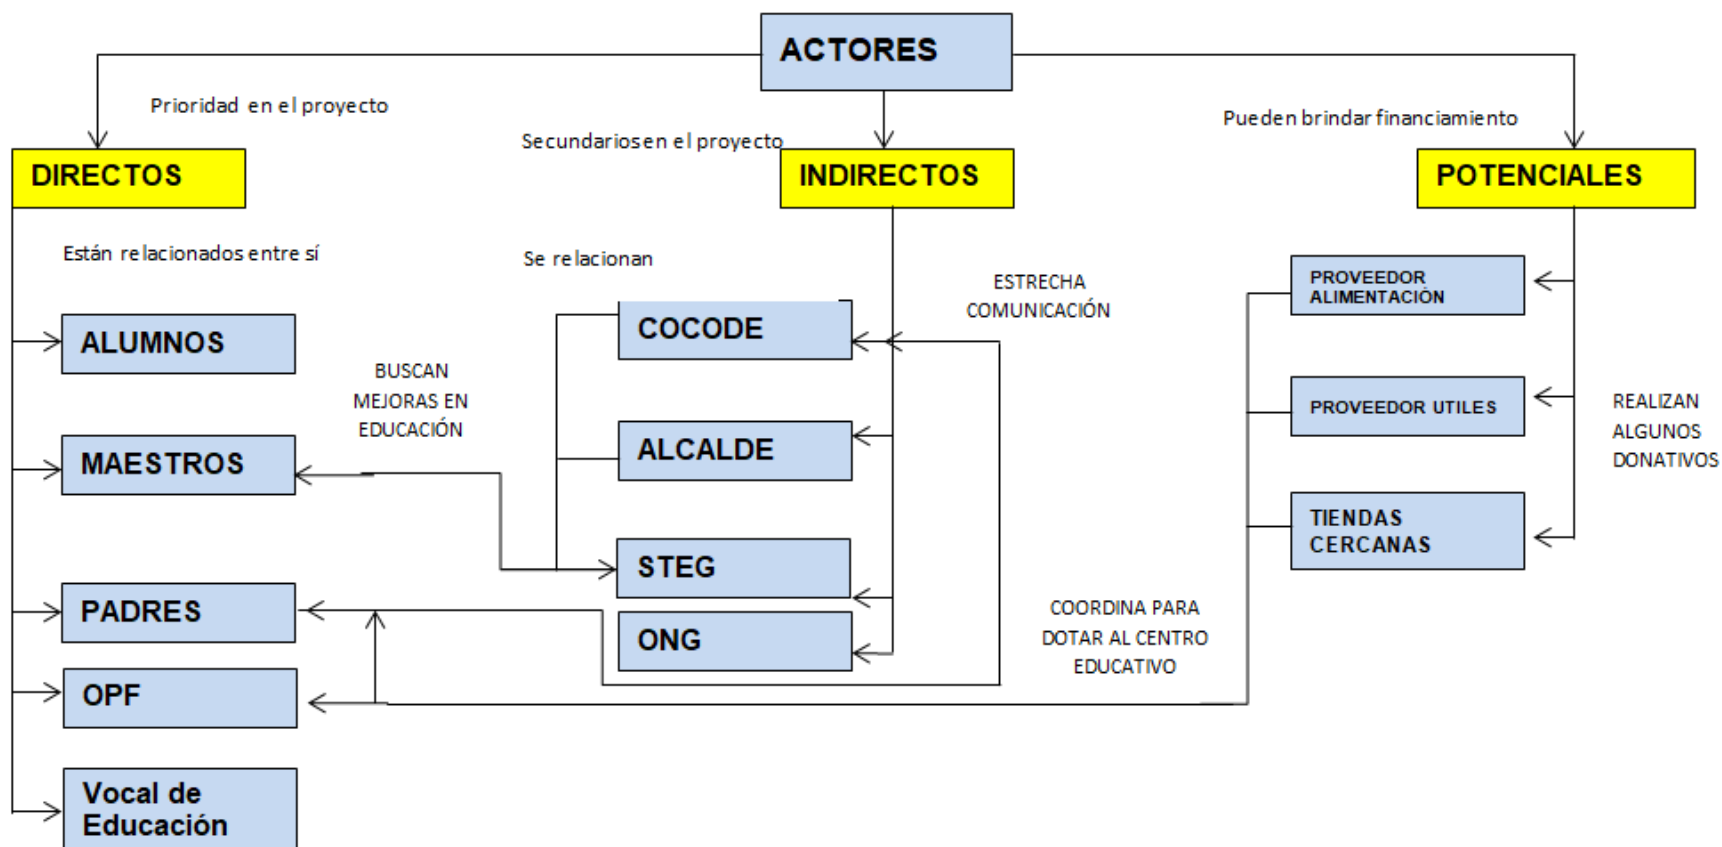 ACTORES
Prioridad en el proyecto
Secundarios en el proyecto
Pueden brindar financiamiento
DIRECTOS
INDIRECTOS
POTENCIALES
Están relacionados entre sí
ALUMNOS
MAESTROS
PADRES
OPF
Vocal de
Educación
BUSCAN
MEJORAS EN
EDUCACIÓN
Se relacionan
COCODE
ALCALDE
STEG
ONG
ESTRECHA
COMUNICACIÓN
COORDINA PARA
DOTAR AL CENTRO
EDUCATIVO
PROVEEDOR
ALIMENTACIÓN
PROVEEDOR UTILES
TIENDAS
CERCANAS
REALIZAN
ALGUNOS
DONATIVOS